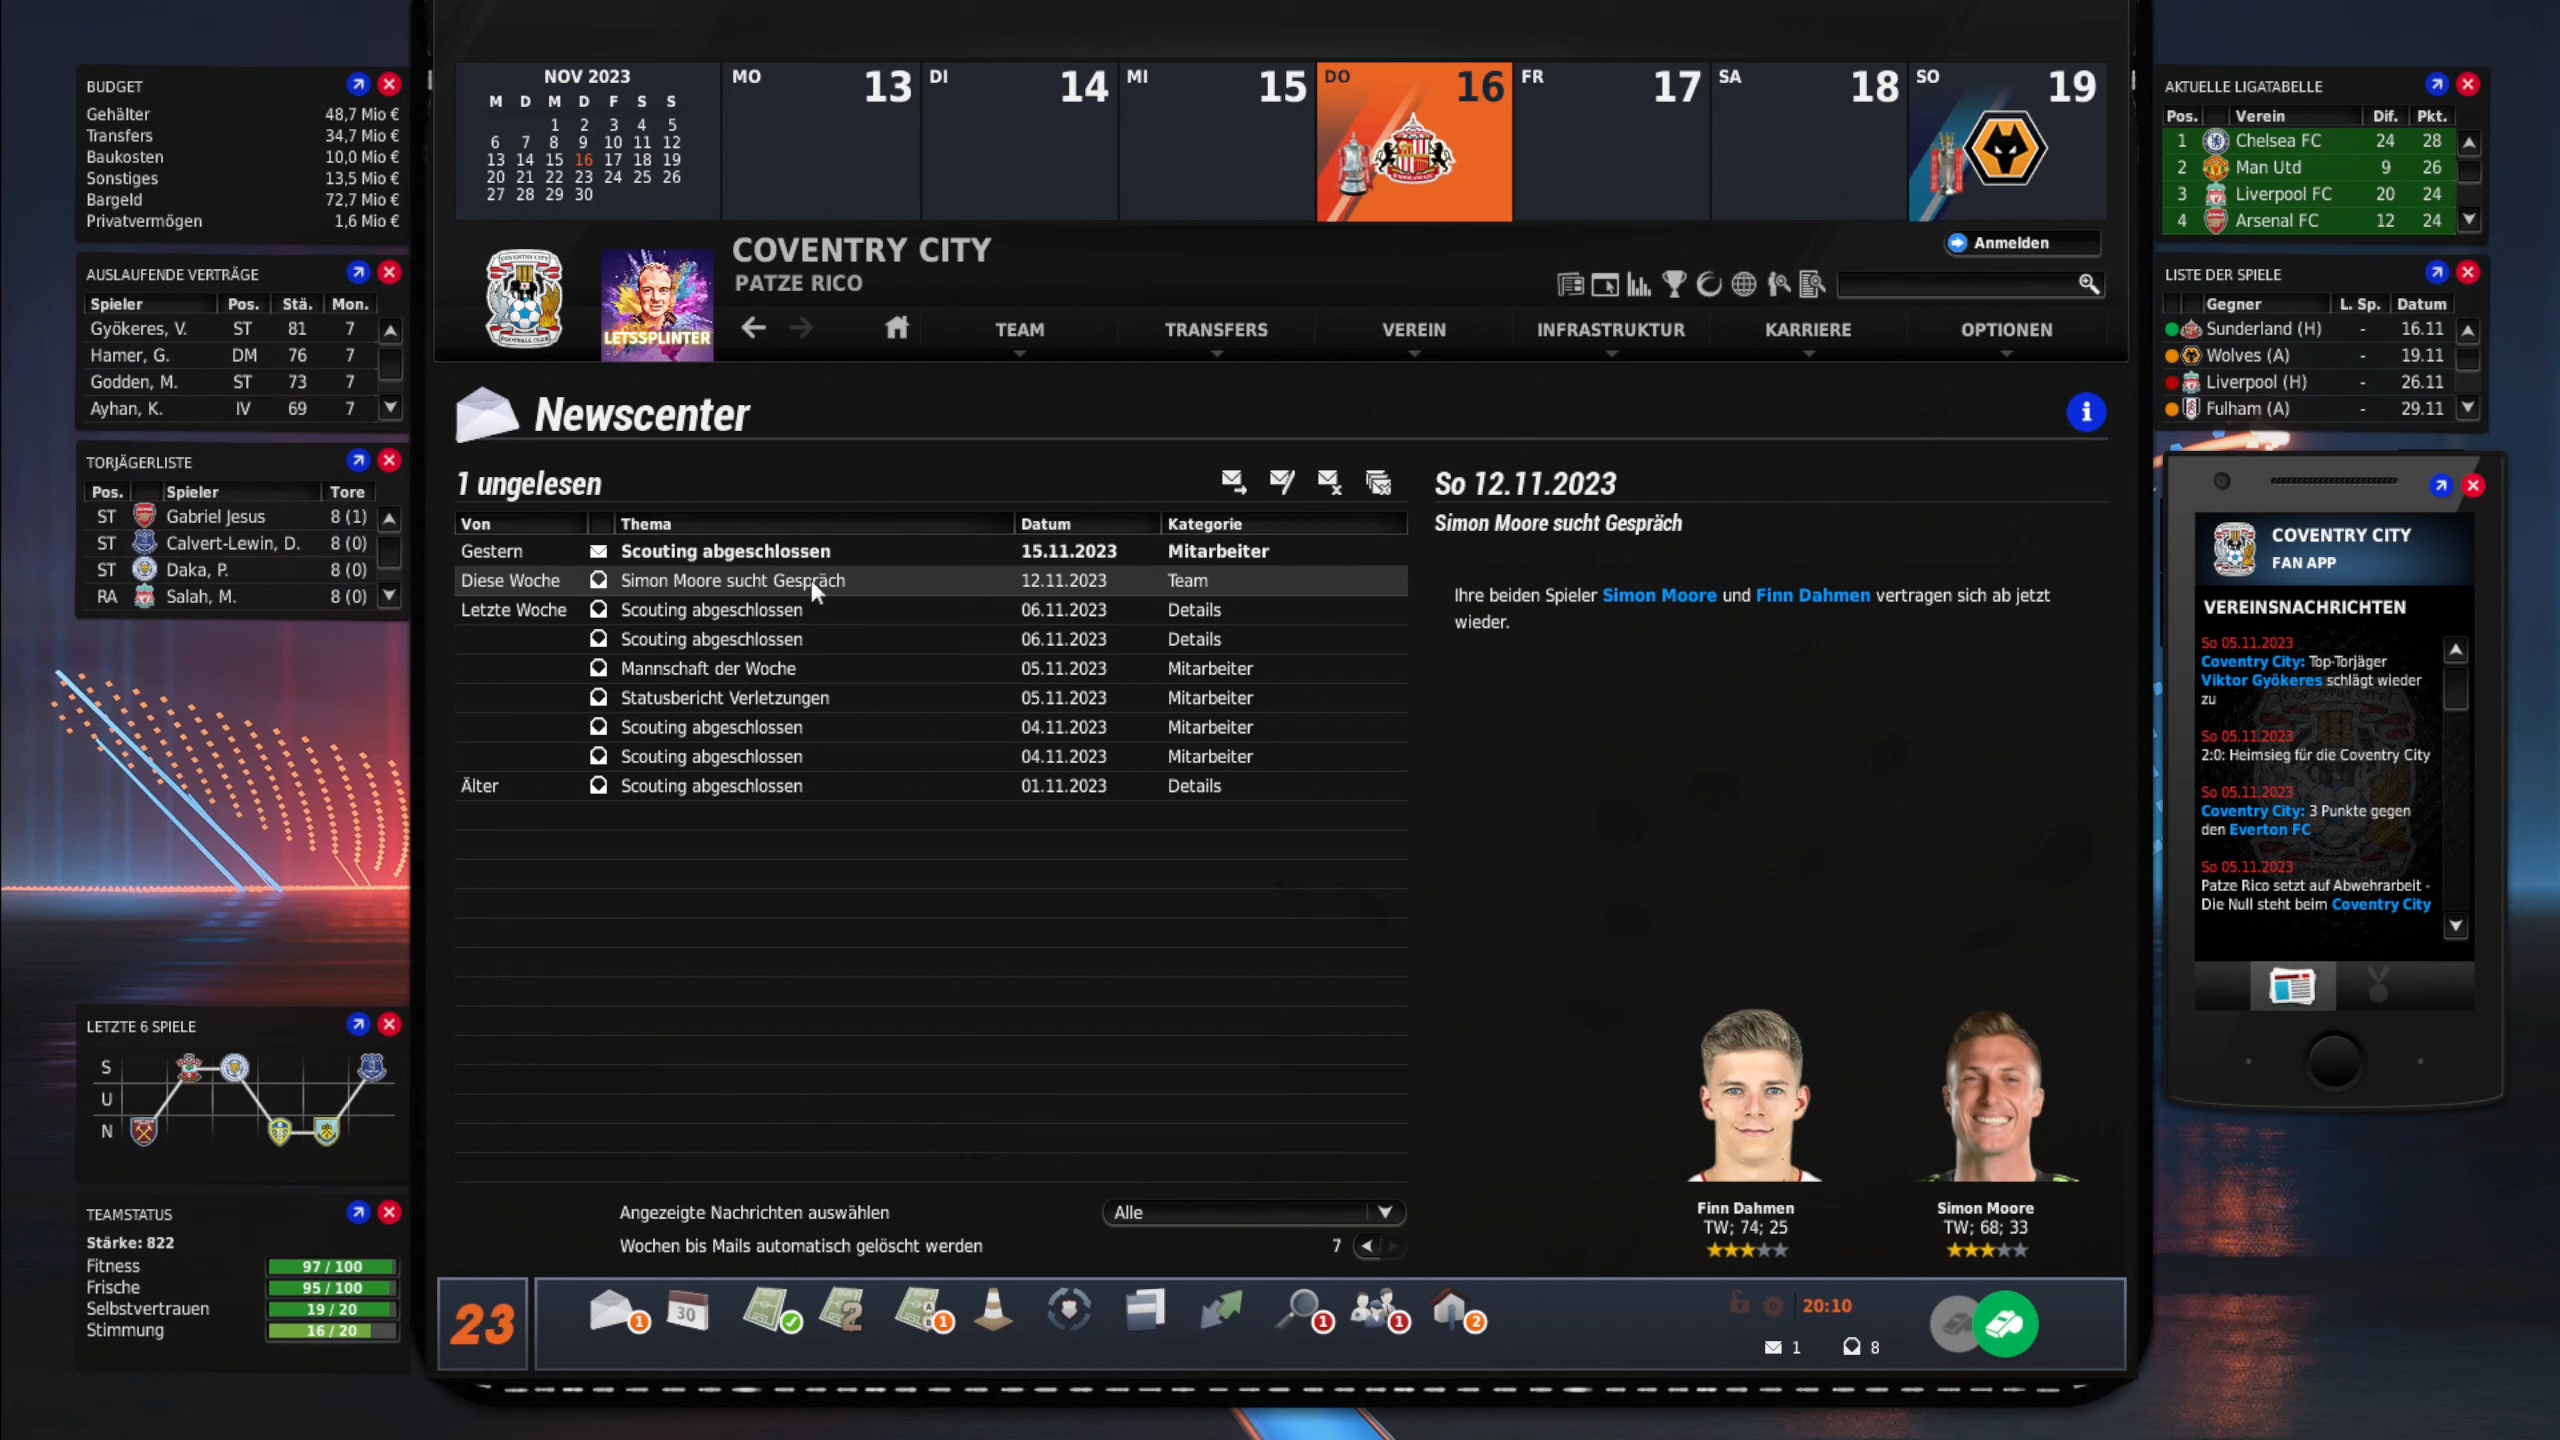 BUDGET
Gehälter 48,7 Mio €
Transfers 34,7 Mio €
Baukosten 10,0 Mio €
Sonstiges 13,5 Mio €
Bargeld 72,7 Mio €
Privatvermögen 1,6 Mio €
AUSLAUFENDE VERTRÄGE
Spieler Pos. Stä. Mon.
Gyökeres, V. ST 81 7
Hamer, G. DM 76 7
Godden, M. ST 73 7
Ayhan, K. IV 69 7
TORJÄGERLISTE
Pos. Spieler Tore
ST Gabriel Jesus 8 (1)
ST Calvert-Lewin, D. 8 (0)
ST Daka, P. 8 (0)
RA Salah, M. 8 (0)
LETZTE 6 SPIELE
S
U
N
TEAMSTATUS
Stärke: 822
Fitness 97 / 100
Frische 95 / 100
Selbstvertrauen 19 / 20
Stimmung 16 / 20
NOV 2023
M D M D F S S
1 2 3 4 5
6 7 8 9 10 11 12
13 14 15 16 17 18 19
20 21 22 23 24 25 26
27 28 29 30
MO 13 DI 14 MI 15 DO 16 FR 17 SA 18 SO 19
COVENTRY CITY
PATZE RICO
LETSSPLINTER
Anmelden
TEAM TRANSFERS VEREIN INFRASTRUKTUR KARRIERE OPTIONEN
Newscenter
1 ungelesen
Von Thema Datum Kategorie
Gestern Scouting abgeschlossen 15.11.2023 Mitarbeiter
Diese Woche Simon Moore sucht Gespräch 12.11.2023 Team
Letzte Woche Scouting abgeschlossen 06.11.2023 Details
Scouting abgeschlossen 06.11.2023 Details
Mannschaft der Woche 05.11.2023 Mitarbeiter
Statusbericht Verletzungen 05.11.2023 Mitarbeiter
Scouting abgeschlossen 04.11.2023 Mitarbeiter
Scouting abgeschlossen 04.11.2023 Mitarbeiter
Älter Scouting abgeschlossen 01.11.2023 Details
Angezeigte Nachrichten auswählen Alle
Wochen bis Mails automatisch gelöscht werden 7
So 12.11.2023
Simon Moore sucht Gespräch
Ihre beiden Spieler Simon Moore und Finn Dahmen vertragen sich ab jetzt
wieder.
Finn Dahmen
TW; 74; 25
Simon Moore
TW; 68; 33
23
1
30
2
1
1
1
2
20:10
1 8
AKTUELLE LIGATABELLE
Pos. Verein Dif. Pkt.
1 Chelsea FC 24 28
2 Man Utd 9 26
3 Liverpool FC 20 24
4 Arsenal FC 12 24
LISTE DER SPIELE
Gegner L. Sp. Datum
Sunderland (H) - 16.11
Wolves (A) - 19.11
Liverpool (H) - 26.11
Fulham (A) - 29.11
COVENTRY CITY
FAN APP
VEREINSNACHRICHTEN
So 05.11.2023
Coventry City: Top-Torjäger
Viktor Gyökeres schlägt wieder
zu
So 05.11.2023
2:0: Heimsieg für die Coventry City
So 05.11.2023
Coventry City: 3 Punkte gegen
den Everton FC
So 05.11.2023
Patze Rico setzt auf Abwehrarbeit -
Die Null steht beim Coventry City